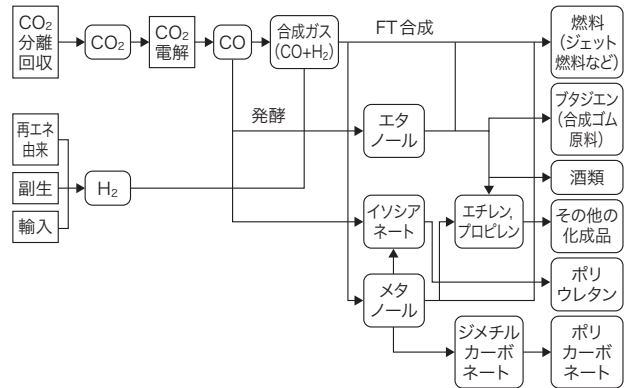 CO₂
分離
回収
CO₂
CO₂
電解
CO
合成ガス
(CO+H₂)
FT合成
燃料
(ジェット
燃料など)
発酵
エタ
ノール
ブタジエン
(合成ゴム
原料)
再エネ
由来
副生
輸入
H₂
酒類
イソシア
ネート
エチレン,
プロピレン
その他の
化成品
メタ
ノール
ポリ
ウレタン
ジメチル
カーボ
ネート
ポリ
カーボ
ネート